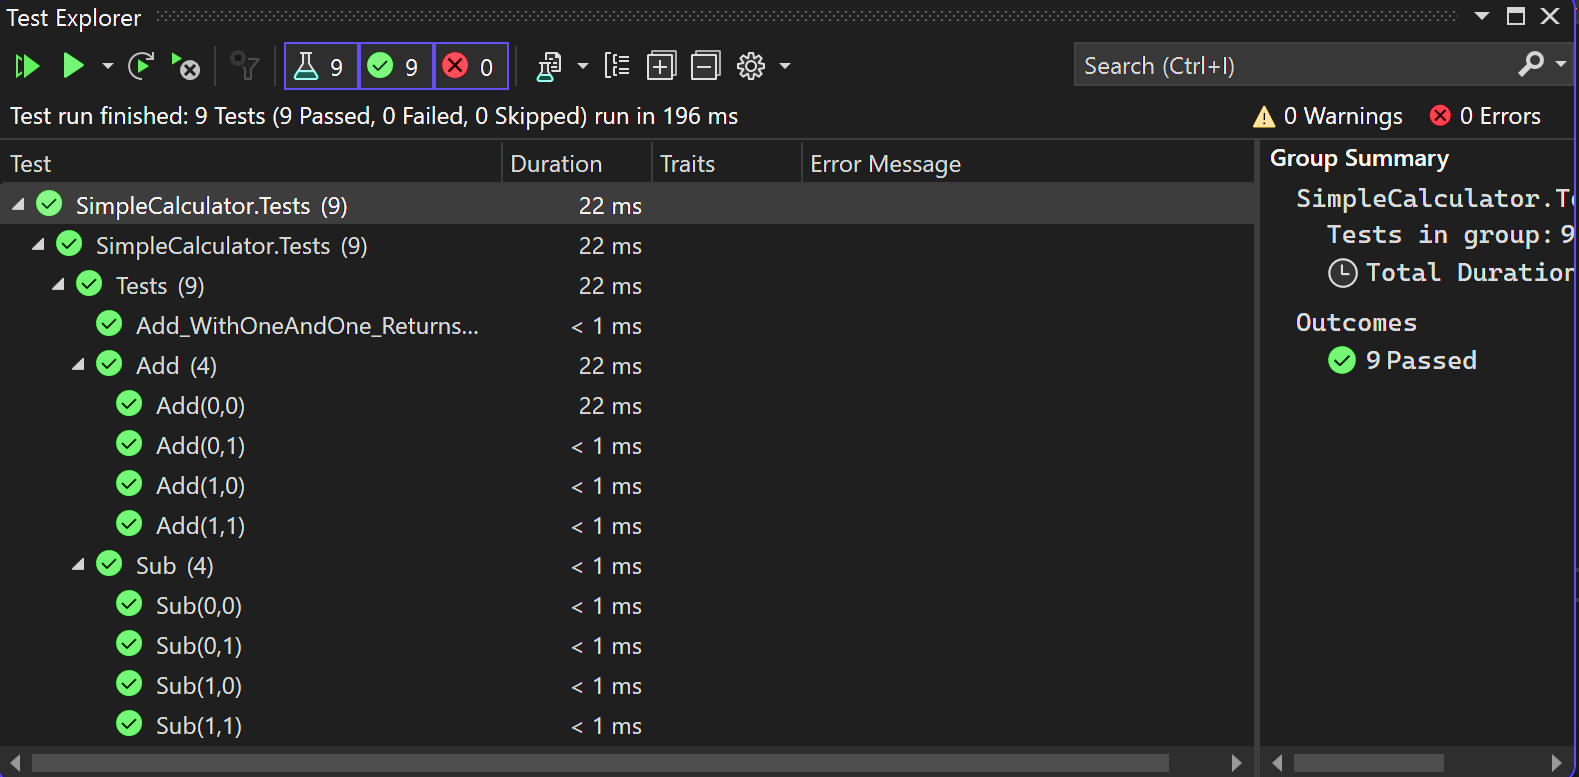 Test Explorer
9 9 0
Search (Ctrl+I)
Test run finished: 9 Tests (9 Passed, 0 Failed, 0 Skipped) run in 196 ms
0 Warnings 0 Errors
Test Duration Traits Error Message
SimpleCalculator.Tests (9) 22 ms
SimpleCalculator.Tests (9) 22 ms
Tests (9) 22 ms
Add_WithOneAndOne_Returns... < 1 ms
Add (4) 22 ms
Add(0,0) 22 ms
Add(0,1) < 1 ms
Add(1,0) < 1 ms
Add(1,1) < 1 ms
Sub (4) < 1 ms
Sub(0,0) < 1 ms
Sub(0,1) < 1 ms
Sub(1,0) < 1 ms
Sub(1,1) < 1 ms
Group Summary
SimpleCalculator.Te
Tests in group: 9
Total Duration
Outcomes
9 Passed